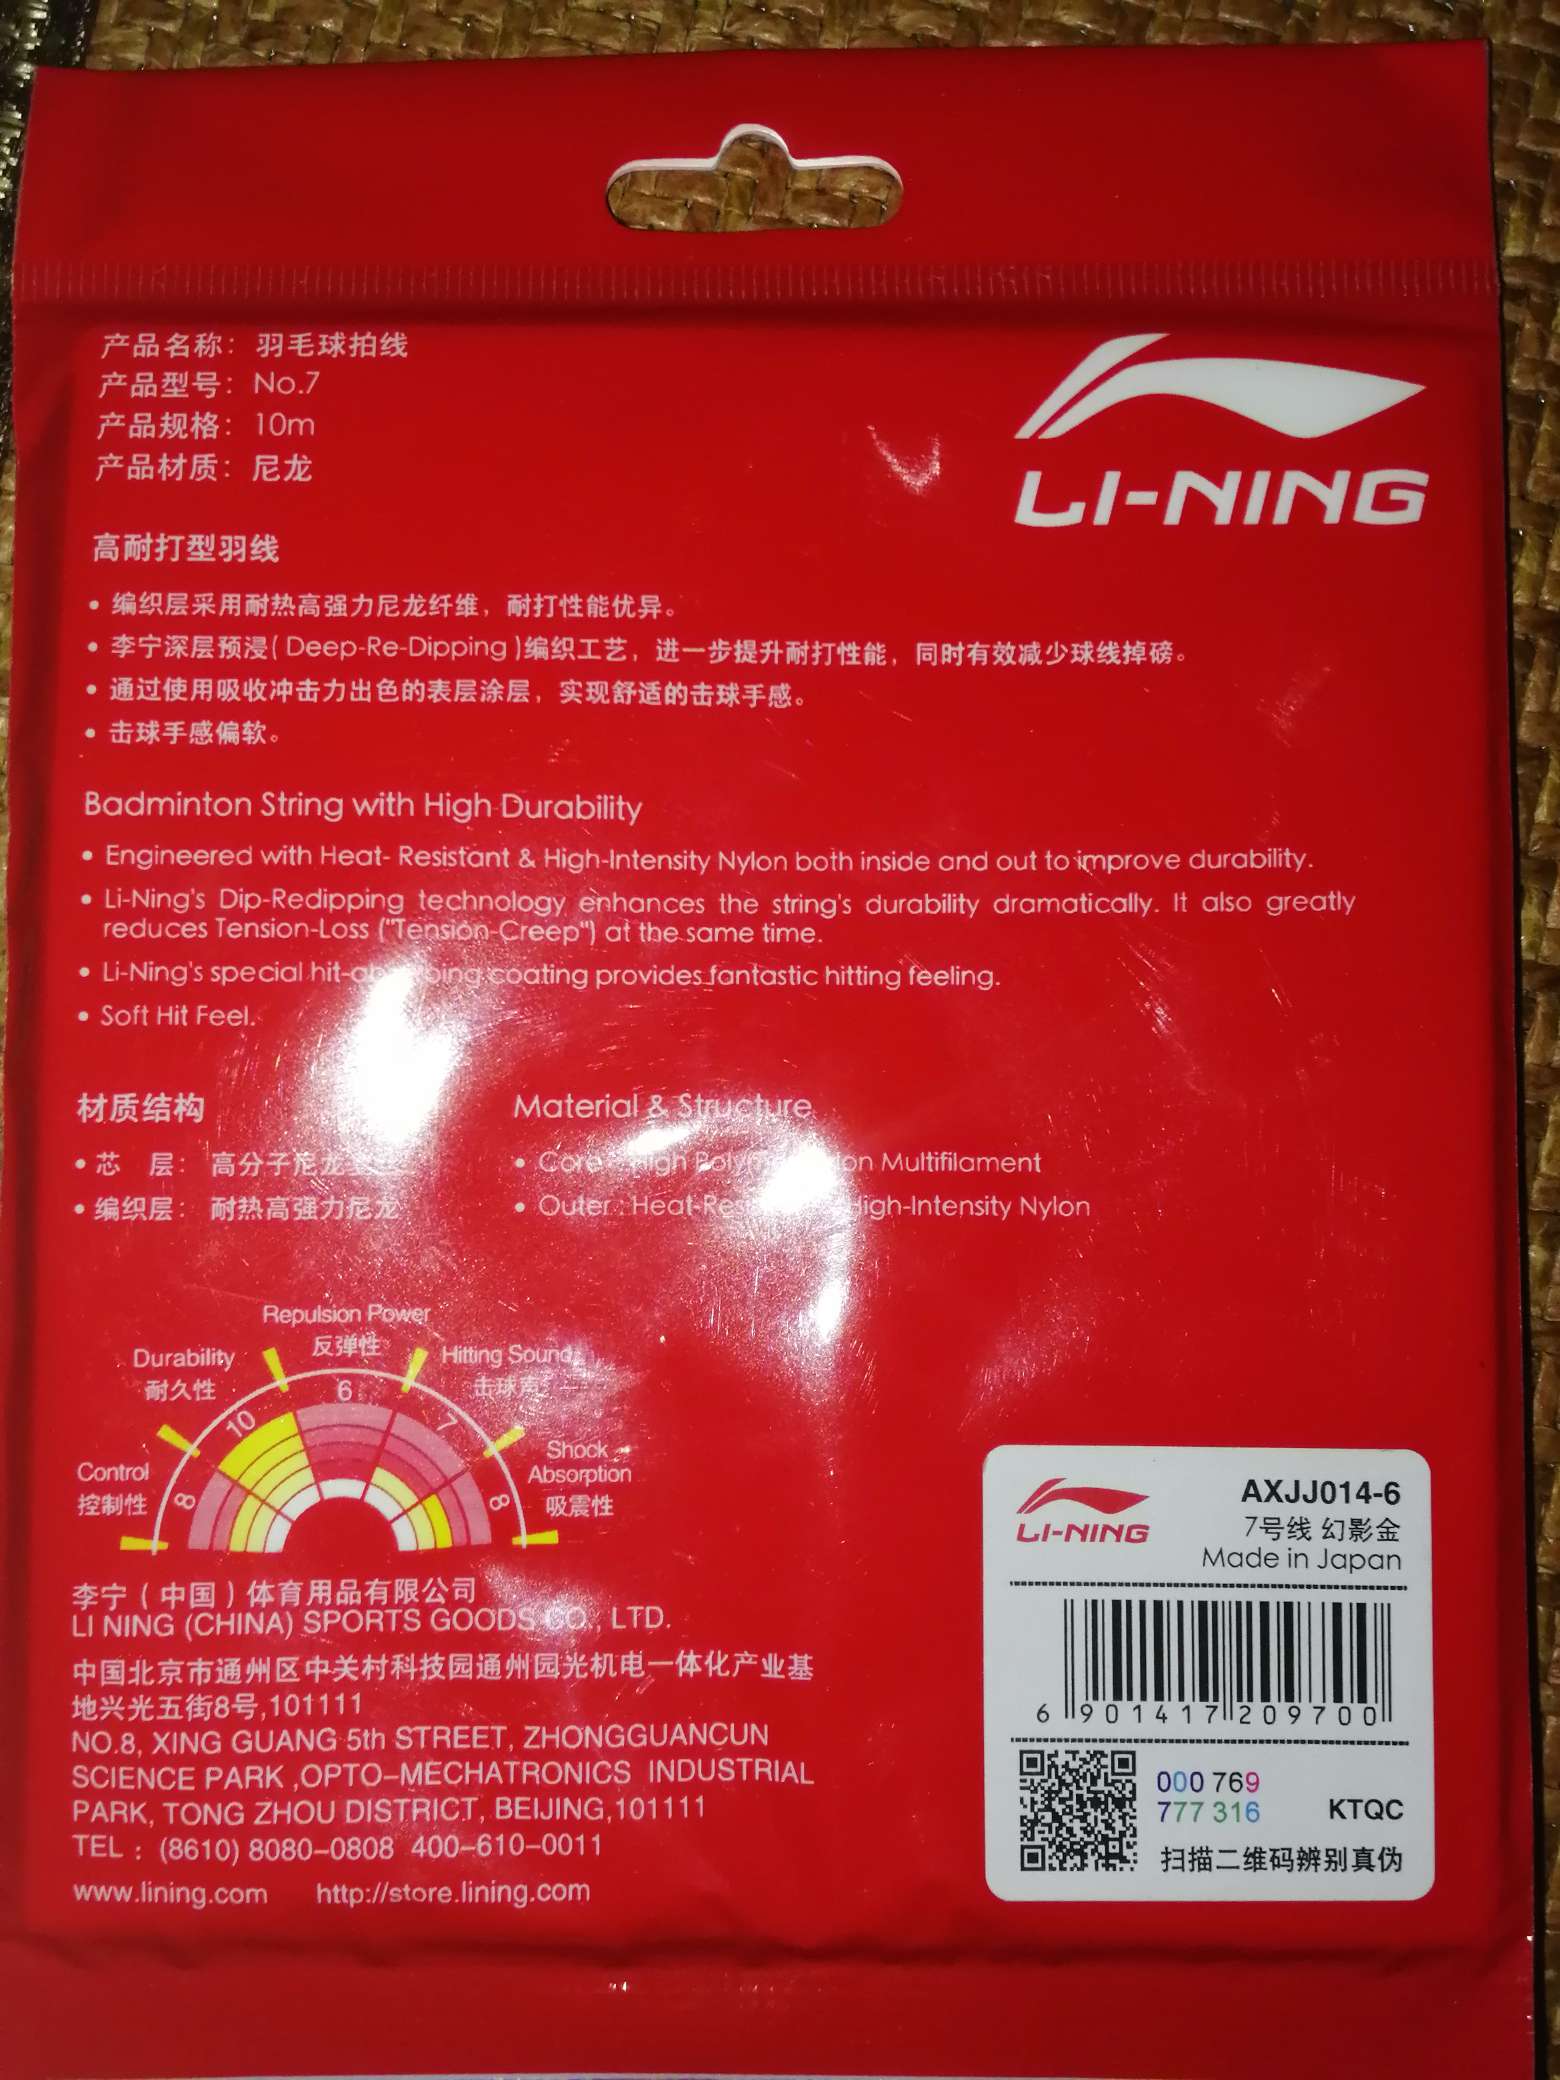 产品名称：羽毛球拍线
产品型号：No.7
产品规格：10m
产品材质：尼龙
LI-NING
高耐打型羽线
• 编织层采用耐热高强力尼龙纤维，耐打性能优异。
• 李宁深层预浸( Deep-Re-Dipping )编织工艺，进一步提升耐打性能，同时有效减少球线掉磅。
• 通过使用吸收冲击力出色的表层涂层，实现舒适的击球手感。
• 击球手感偏软。
Badminton String with High Durability
• Engineered with Heat- Resistant & High-Intensity Nylon both inside and out to improve durability.
• Li-Ning's Dip-Redipping technology enhances the string's durability dramatically. It also greatly
reduces Tension-Loss ("Tension-Creep") at the same time.
• Li-Ning's special coating provides fantastic hitting feeling.
• Soft Hit Feel.
材质结构
• 芯 层：高分子尼龙
• 编织层：耐热高强力尼龙
Material & Structure
• Core High Multifilament
• Outer : High-Intensity Nylon
Repulsion Power
反弹性
Durability
耐久性
Hitting Sound
击球声
Control
控制性
Shock
Absorption
吸震性
8 10 6 7 8
李宁（中国）体育用品有限公司
LI NING (CHINA) SPORTS GOODS CO., LTD.
中国北京市通州区中关村科技园通州园光机电一体化产业基
地兴光五街8号,101111
NO.8, XING GUANG 5th STREET, ZHONGGUANCUN
SCIENCE PARK ,OPTO-MECHATRONICS INDUSTRIAL
PARK, TONG ZHOU DISTRICT, BEIJING,101111
TEL：(8610) 8080-0808 400-610-0011
www.lining.com http://store.lining.com
LI-NING
AXJJ014-6
7号线 幻影金
Made in Japan
6 901417 209700
000 769
777 316
KTQC
扫描二维码辨别真伪